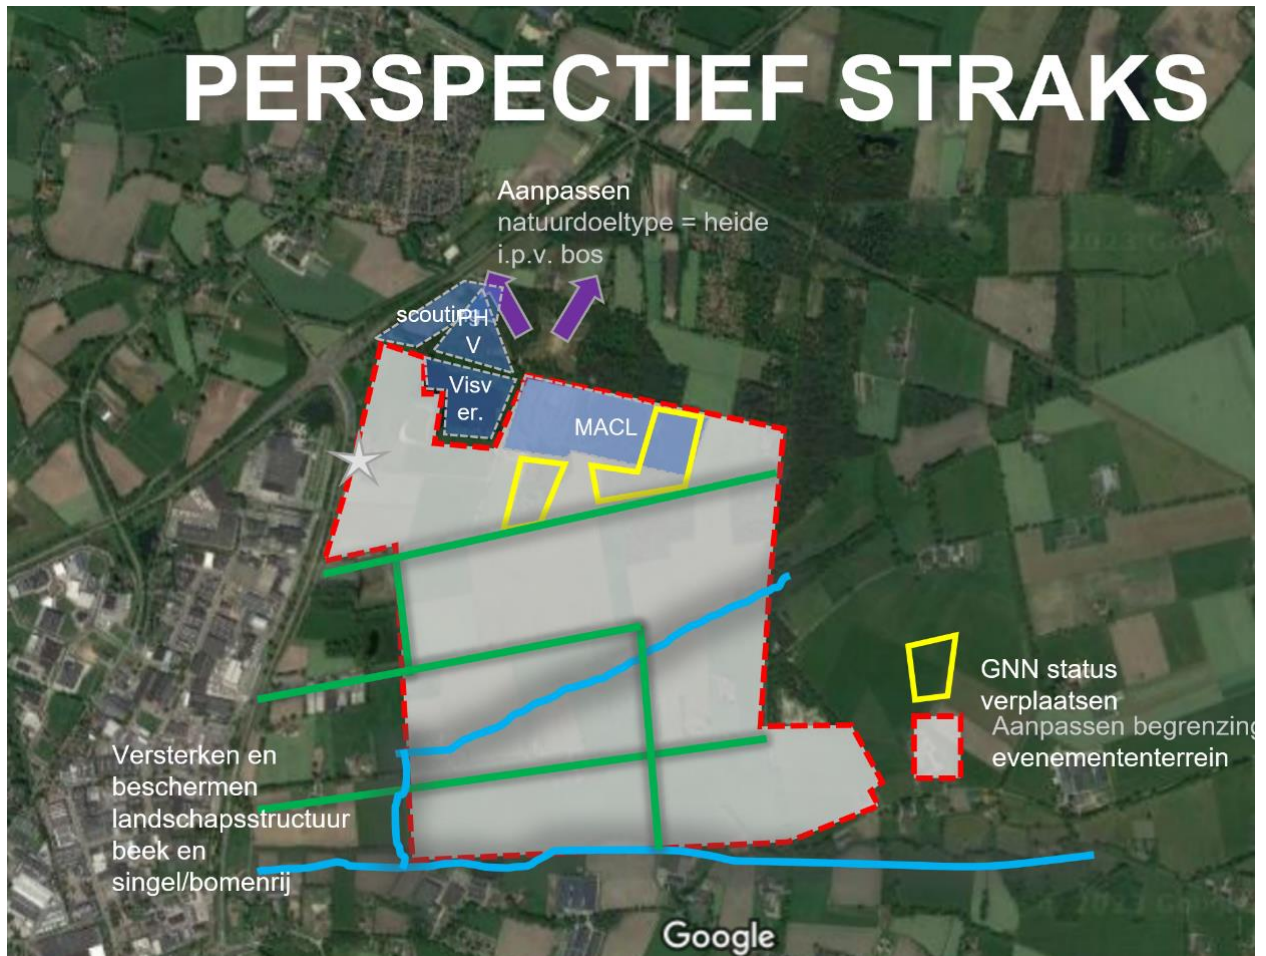 PERSPECTIEF STRAKS
Aanpassen
natuurdoeltype = heide
i.p.v. bos
PH
V
Visv
er.
MACL
GNN status
verplaatsen
Aanpassen begrenzing
evenemententerrein
Versterken en
beschermen
landschapsstructuur
beek en
singel/bomenrij
Google